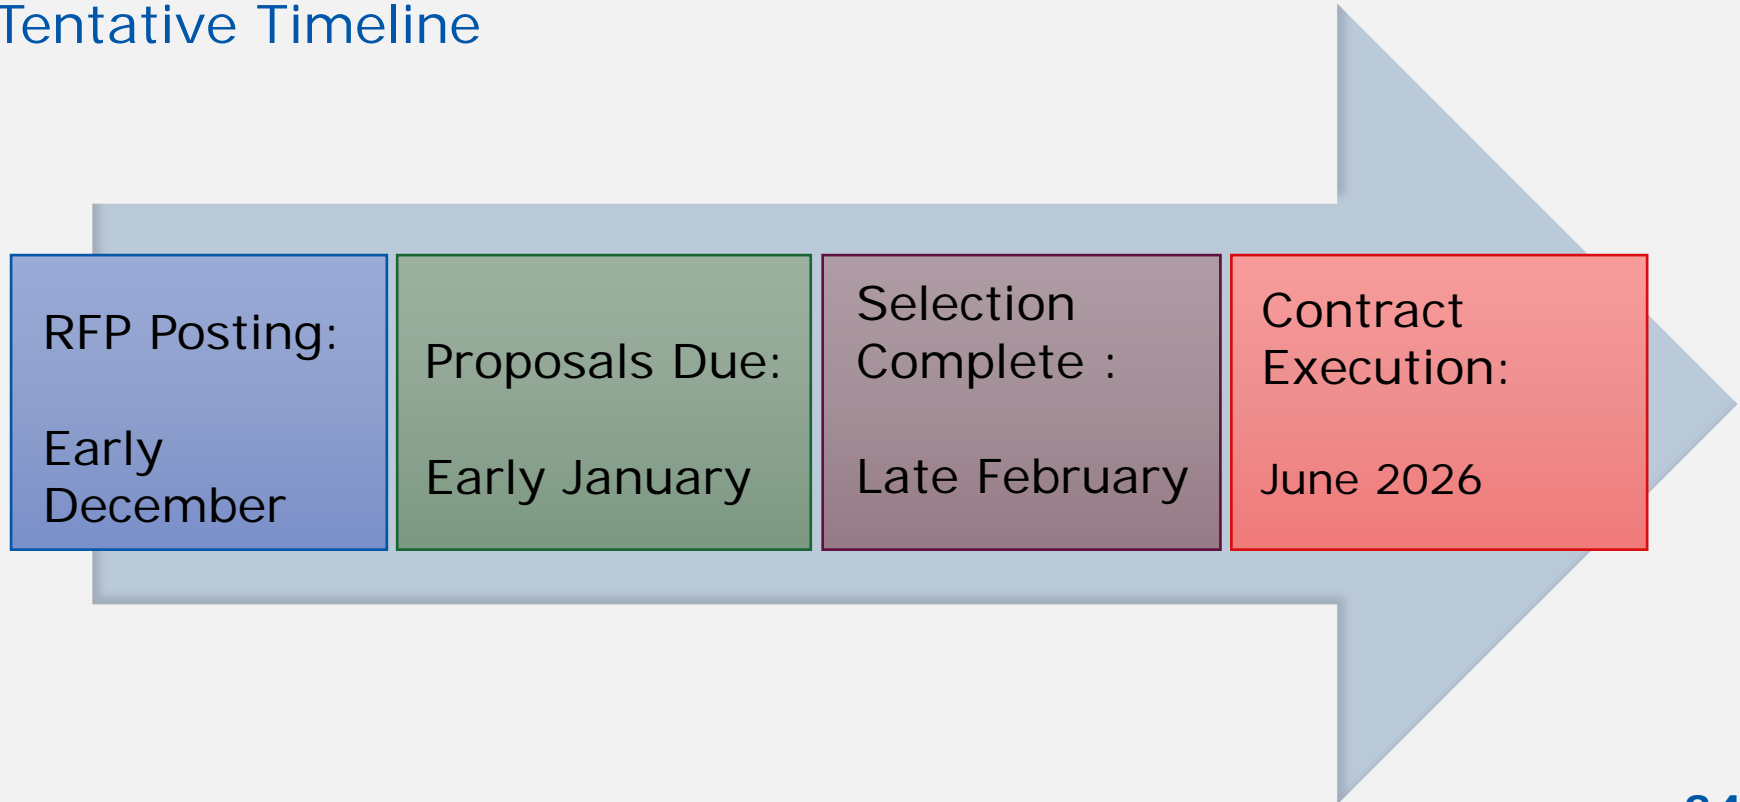 Tentative Timeline
RFP Posting:
Early
December
Proposals Due:
Early January
Selection
Complete :
Late February
Contract
Execution:
June 2026